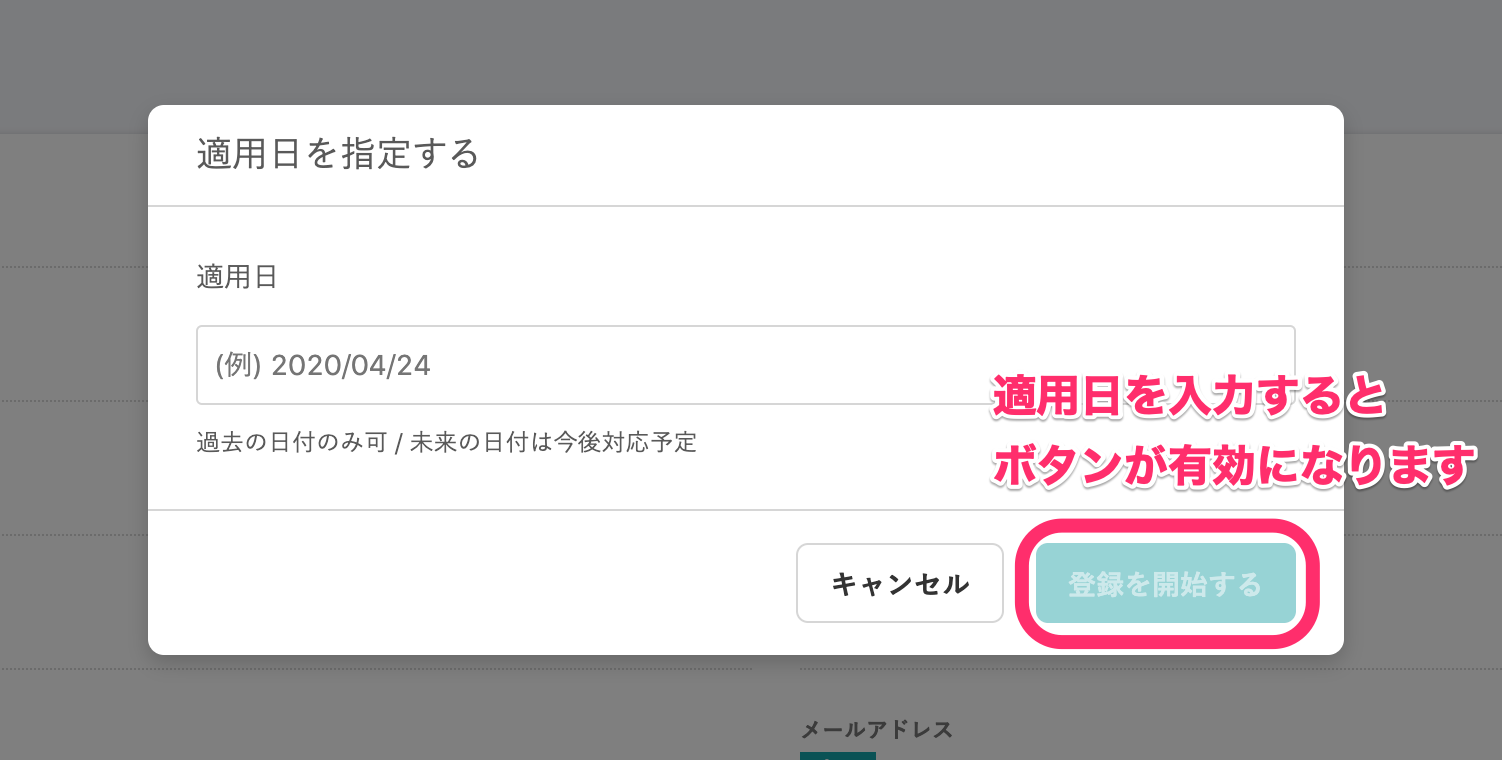 適用日を指定する
適用日
(例) 2020/04/24
適用日を入力すると
過去の日付のみ可 / 未来の日付は今後対応予定
ボタンが有効になります
キャンセル
登録を開始する
メールアドレス